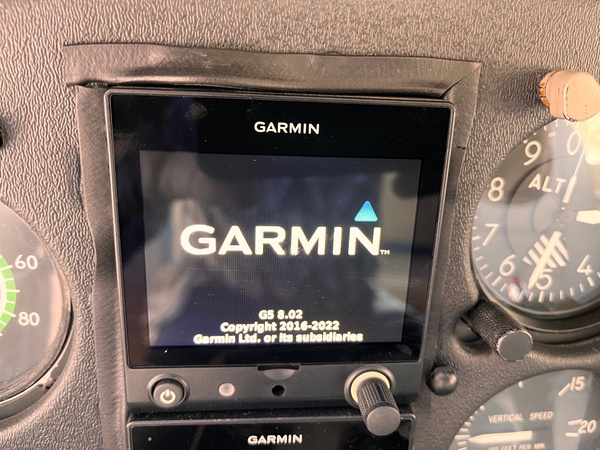 GARMIN
GARMIN™
G5 8.02
Copyright 2016-2022
Garmin Ltd. or its subsidiaries
GARMIN
60
80
9
0
8
ALT
7
6
5
4
VERTICAL SPEED
15
20